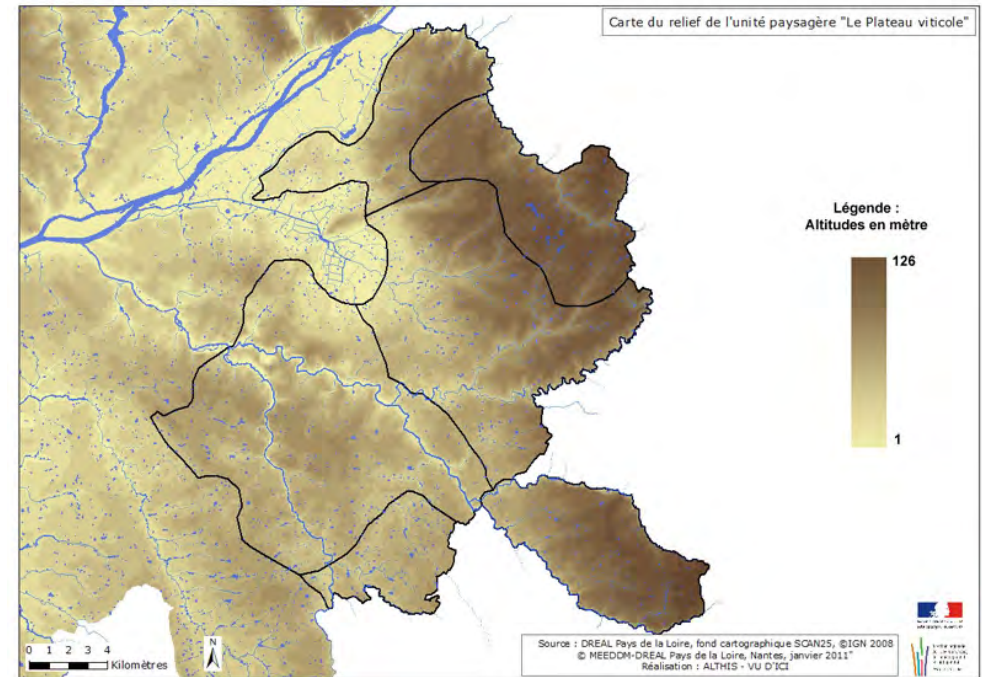 Carte du relief de l'unité paysagère "Le Plateau viticole"
Légende :
Altitudes en mètre
126
1
N
0 1 2 3 4
Kilomètres
Source : DREAL Pays de la Loire, fond cartographique SCAN25, ©IGN 2008
© MEEDDM-DREAL Pays de la Loire, Nantes, janvier 2011"
Réalisation : ALTHIS - VU D'ICI